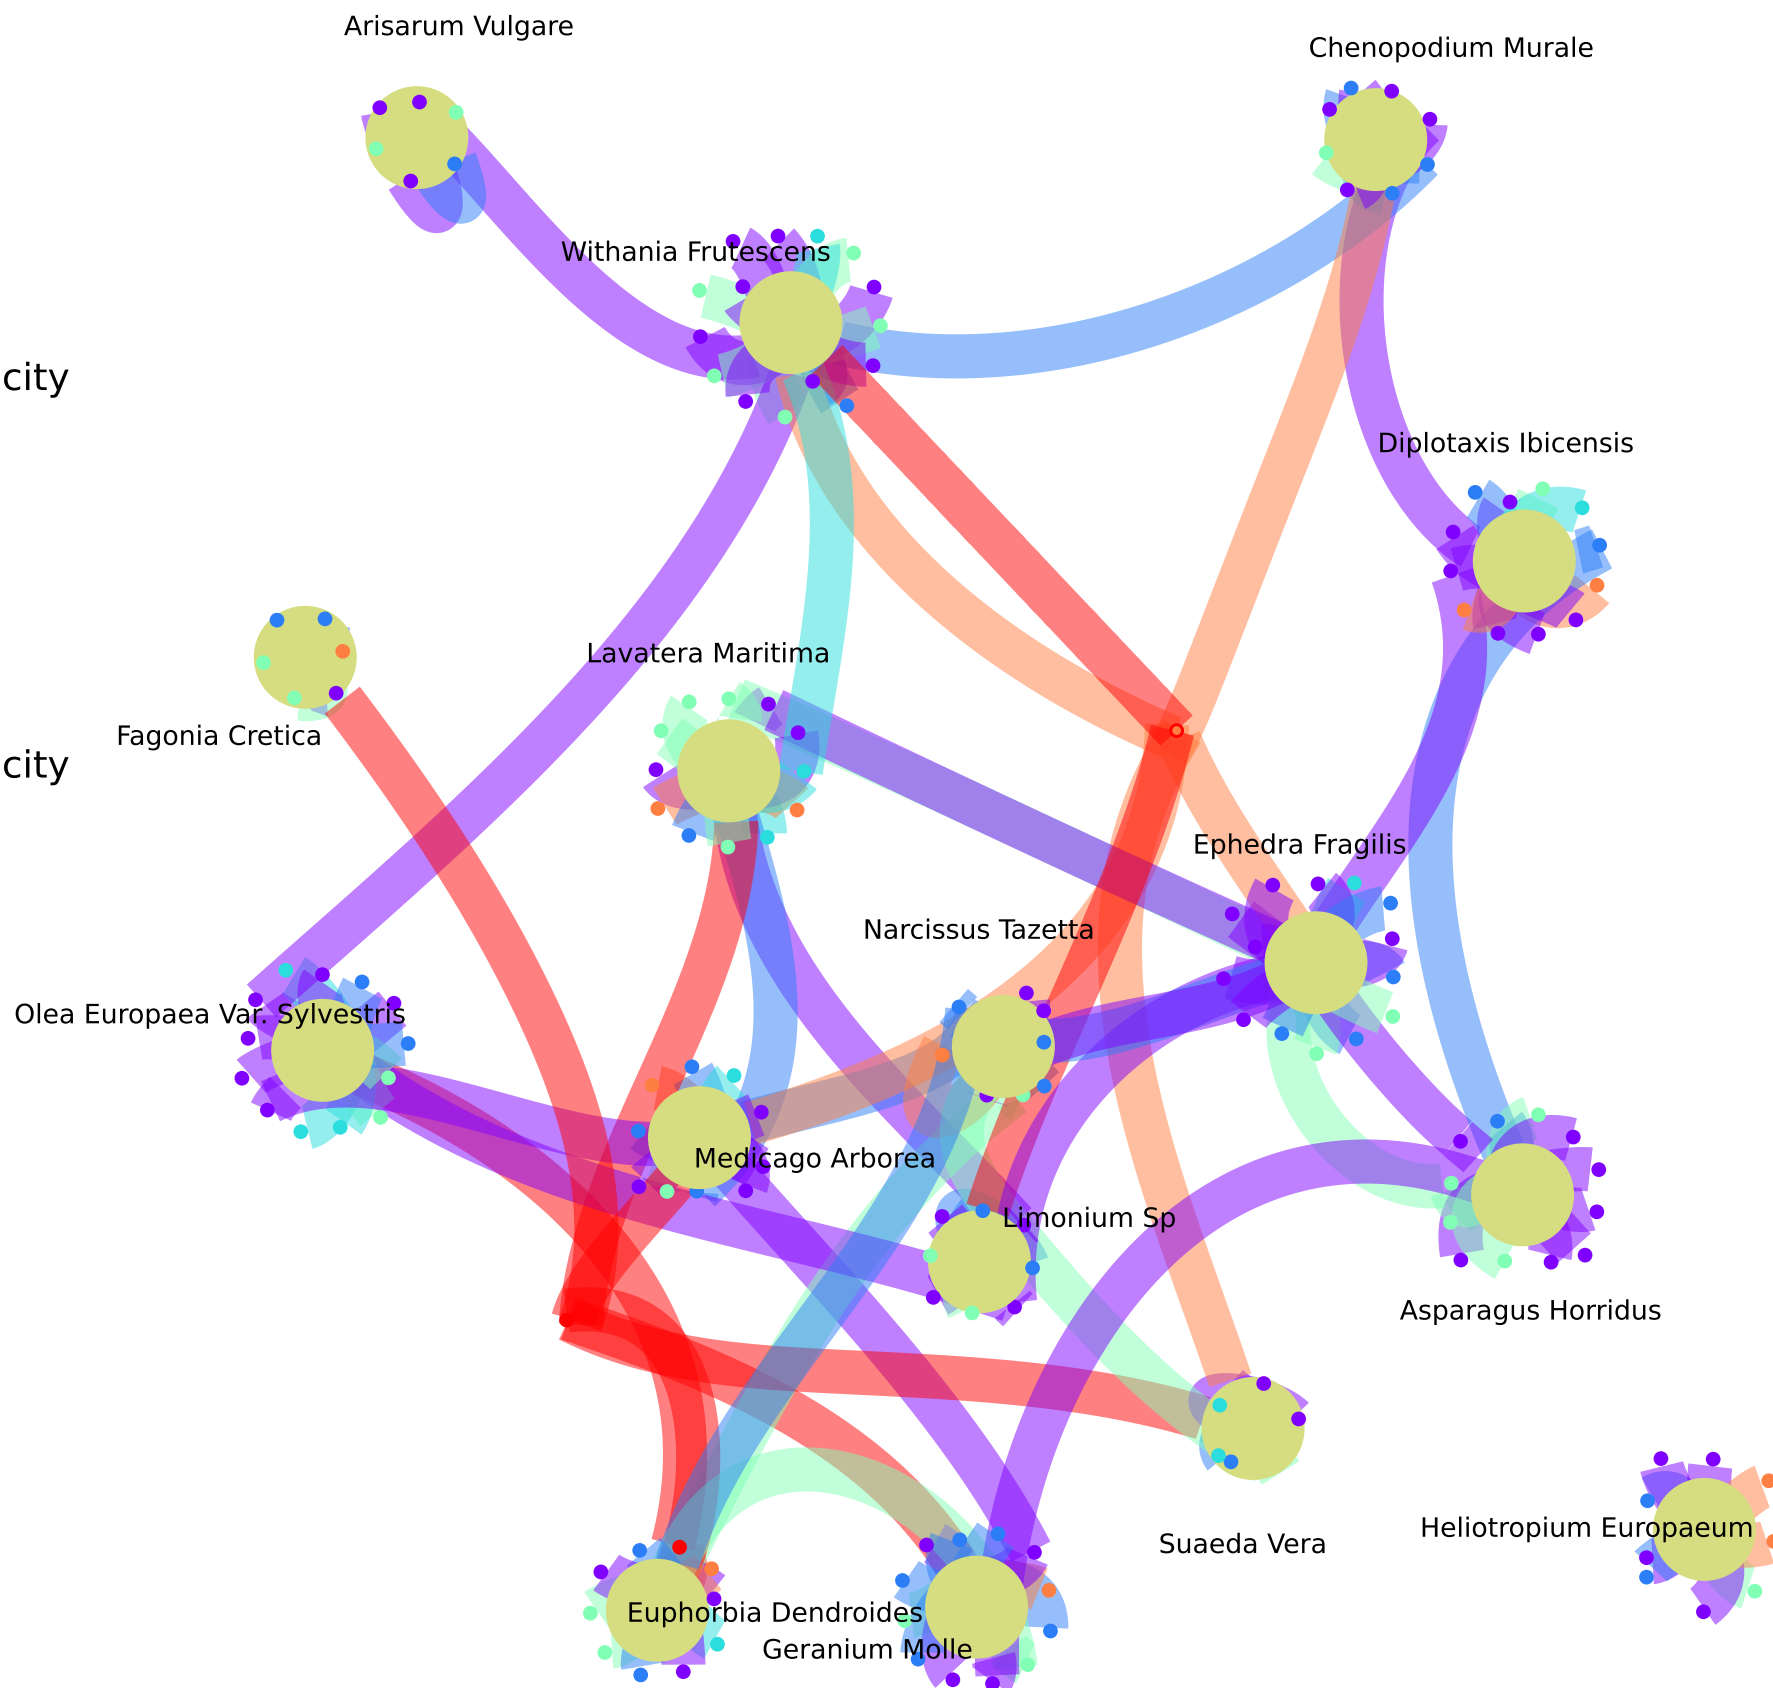 Arisarum Vulgare
Chenopodium Murale
Withania Frutescens
city
Diplotaxis Ibicensis
Lavatera Maritima
Fagonia Cretica
city
Ephedra Fragilis
Narcissus Tazetta
Olea Europaea Var. Sylvestris
Medicago Arborea
Limonium Sp
Asparagus Horridus
Heliotropium Europaeum
Suaeda Vera
Euphorbia Dendroides
Geranium Molle